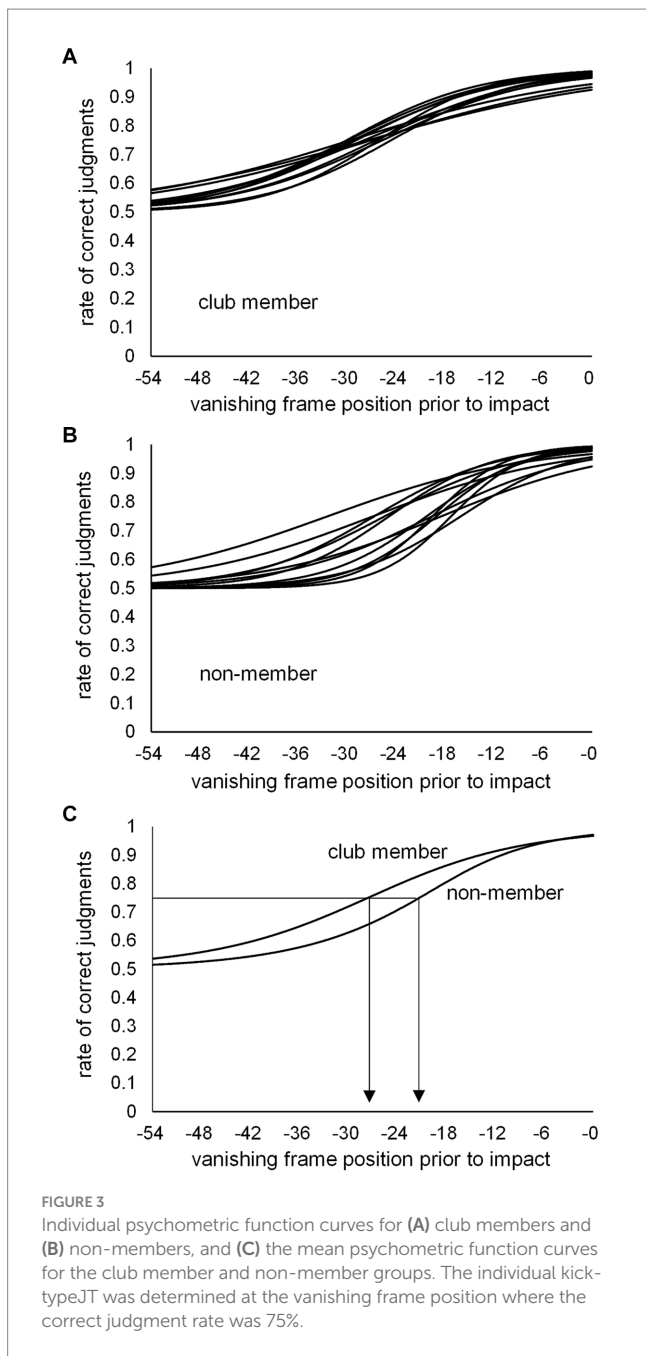 A
rate of correct judgments
1
0.9
0.8
0.7
0.6
0.5
0.4
0.3
0.2
0.1
0
club member
-54 -48 -42 -36 -30 -24 -18 -12 -6 0
vanishing frame position prior to impact
B
rate of correct judgments
1
0.9
0.8
0.7
0.6
0.5
0.4
0.3
0.2
0.1
0
non-member
-54 -48 -42 -36 -30 -24 -18 -12 -6 -0
vanishing frame position prior to impact
C
rate of correct judgments
1
0.9
0.8
0.7
0.6
0.5
0.4
0.3
0.2
0.1
0
club member
non-member
-54 -48 -42 -36 -30 -24 -18 -12 -6 -0
vanishing frame position prior to impact
FIGURE 3
Individual psychometric function curves for (A) club members and
(B) non-members, and (C) the mean psychometric function curves
for the club member and non-member groups. The individual kick-
typeJT was determined at the vanishing frame position where the
correct judgment rate was 75%.